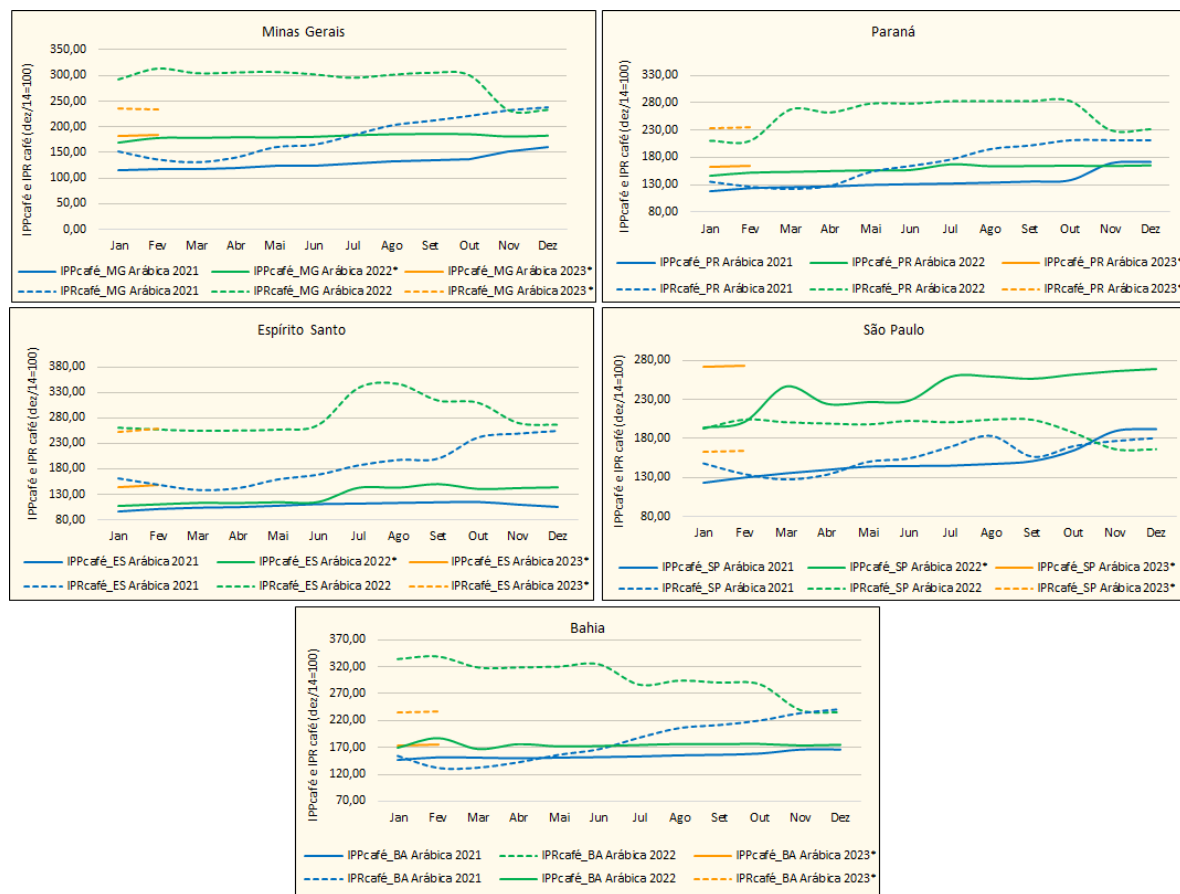 Minas Gerais
IPPcafé e IPR café (dez/14=100)
350,00
300,00
250,00
200,00
150,00
100,00
50,00
0,00
Jan Fev Mar Abr Mai Jun Jul Ago Set Out Nov Dez
IPPcafé_MG Arábica 2021 IPPcafé_MG Arábica 2022* IPPcafé_MG Arábica 2023*
IPRcafé_MG Arábica 2021 IPRcafé_MG Arábica 2022 IPRcafé_MG Arábica 2023*
Paraná
IPPcafé e IPR café (dez/14=100)
330,00
280,00
230,00
180,00
130,00
80,00
Jan Fev Mar Abr Mai Jun Jul Ago Set Out Nov Dez
IPPcafé_PR Arábica 2021 IPPcafé_PR Arábica 2022 IPPcafé_PR Arábica 2023*
IPRcafé_PR Arábica 2021 IPRcafé_PR Arábica 2022 IPRcafé_PR Arábica 2023*
Espírito Santo
IPPcafé e IPR café (dez/14=100)
380,00
330,00
280,00
230,00
180,00
130,00
80,00
Jan Fev Mar Abr Mai Jun Jul Ago Set Out Nov Dez
IPPcafé_ES Arábica 2021 IPPcafé_ES Arábica 2022* IPPcafé_ES Arábica 2023*
IPRcafé_ES Arábica 2021 IPRcafé_ES Arábica 2022 IPRcafé_ES Arábica 2023*
São Paulo
IPPcafé e IPR café (dez/14=100)
280,00
230,00
180,00
130,00
80,00
Jan Fev Mar Abr Mai Jun Jul Ago Set Out Nov Dez
IPPcafé_SP Arábica 2021 IPPcafé_SP Arábica 2022* IPPcafé_SP Arábica 2023*
IPRcafé_SP Arábica 2021 IPRcafé_SP Arábica 2022 IPRcafé_SP Arábica 2023*
Bahia
IPPcafé e IPR café (dez/14=100)
370,00
320,00
270,00
220,00
170,00
120,00
70,00
Jan Fev Mar Abr Mai Jun Jul Ago Set Out Nov Dez
IPPcafé_BA Arábica 2021 IPRcafé_BA Arábica 2022 IPPcafé_BA Arábica 2023*
IPRcafé_BA Arábica 2021 IPPcafé_BA Arábica 2022 IPRcafé_BA Arábica 2023*